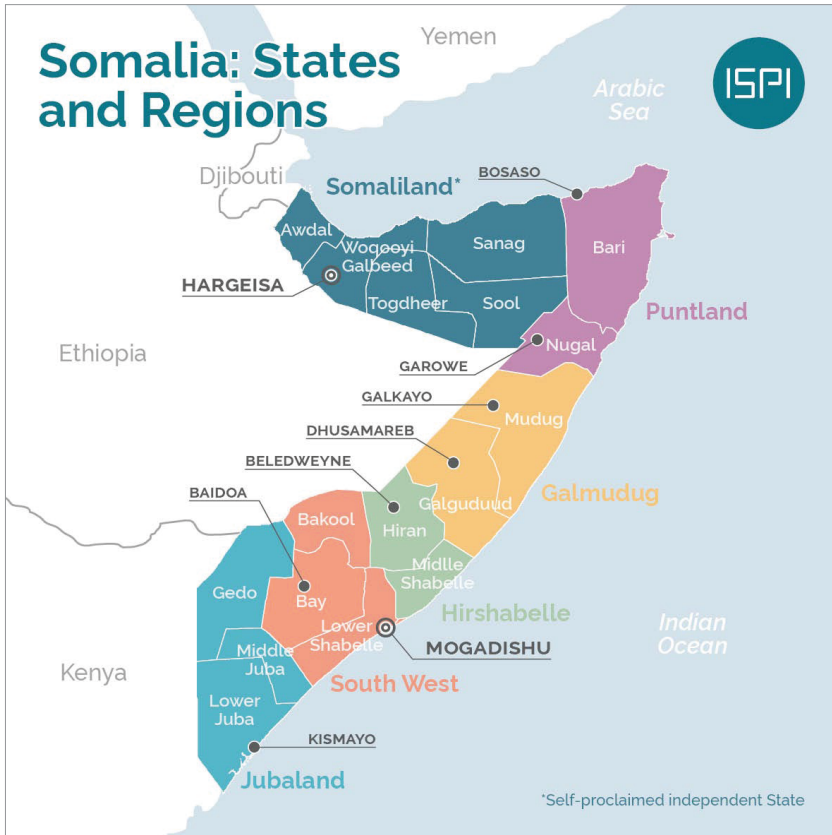 Somalia: States
and Regions
ISPI
Yemen
Arabic
Sea
Djibouti
Somaliland*
BOSASO
Awdal
Woqooyi
Galbeed
Sanag
Bari
HARGEISA
Togdheer
Sool
Puntland
Ethiopia
Nugal
GAROWE
GALKAYO
Mudug
DHUSAMAREB
BELEDWEYNE
Galmudug
BAIDOA
Galguduud
Bakool
Hiran
Midlle
Shabelle
Gedo
Bay
Hirshabelle
Lower
Shabelle
MOGADISHU
Indian
Ocean
Kenya
Middle
Juba
South West
Lower
Juba
KISMAYO
Jubaland
*Self-proclaimed independent State